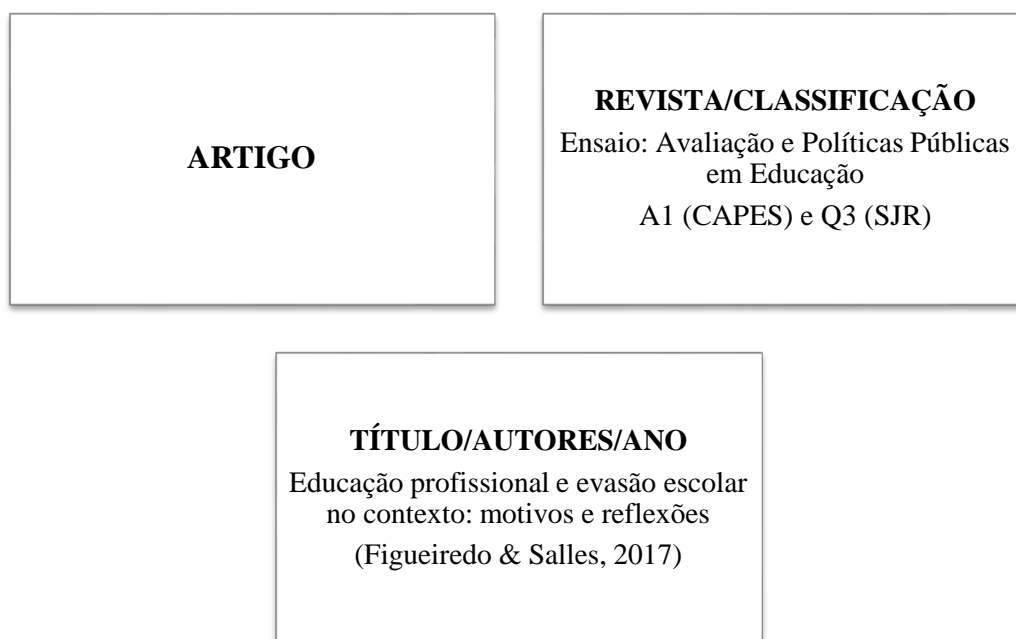 ARTIGO
REVISTA/CLASSIFICAÇÃO
Ensaio: Avaliação e Políticas Públicas
em Educação
A1 (CAPES) e Q3 (SJR)
TÍTULO/AUTORES/ANO
Educação profissional e evasão escolar
no contexto: motivos e reflexões
(Figueiredo & Salles, 2017)